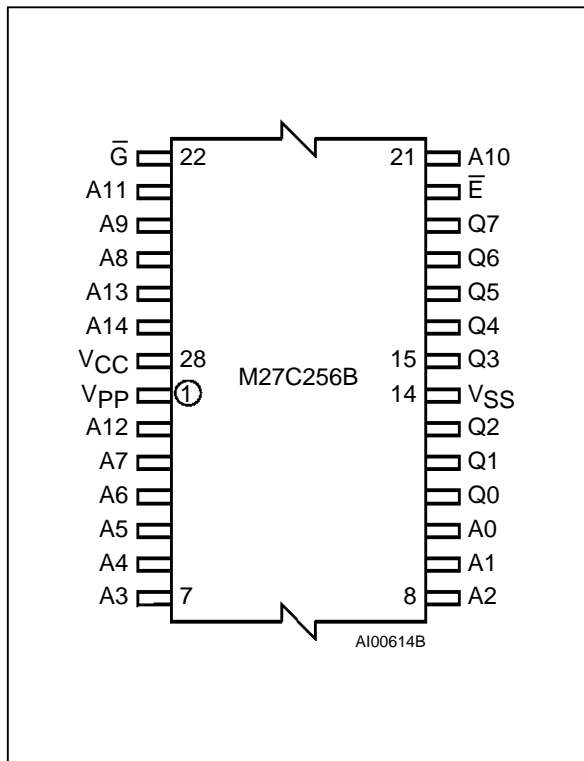 G̅ 22 21 A10
A11 E̅
A9 Q7
A8 Q6
A13 Q5
A14 Q4
VCC 28 15 Q3
M27C256B
VPP 1 14 VSS
A12 Q2
A7 Q1
A6 Q0
A5 A0
A4 A1
A3 7 8 A2
AI00614B